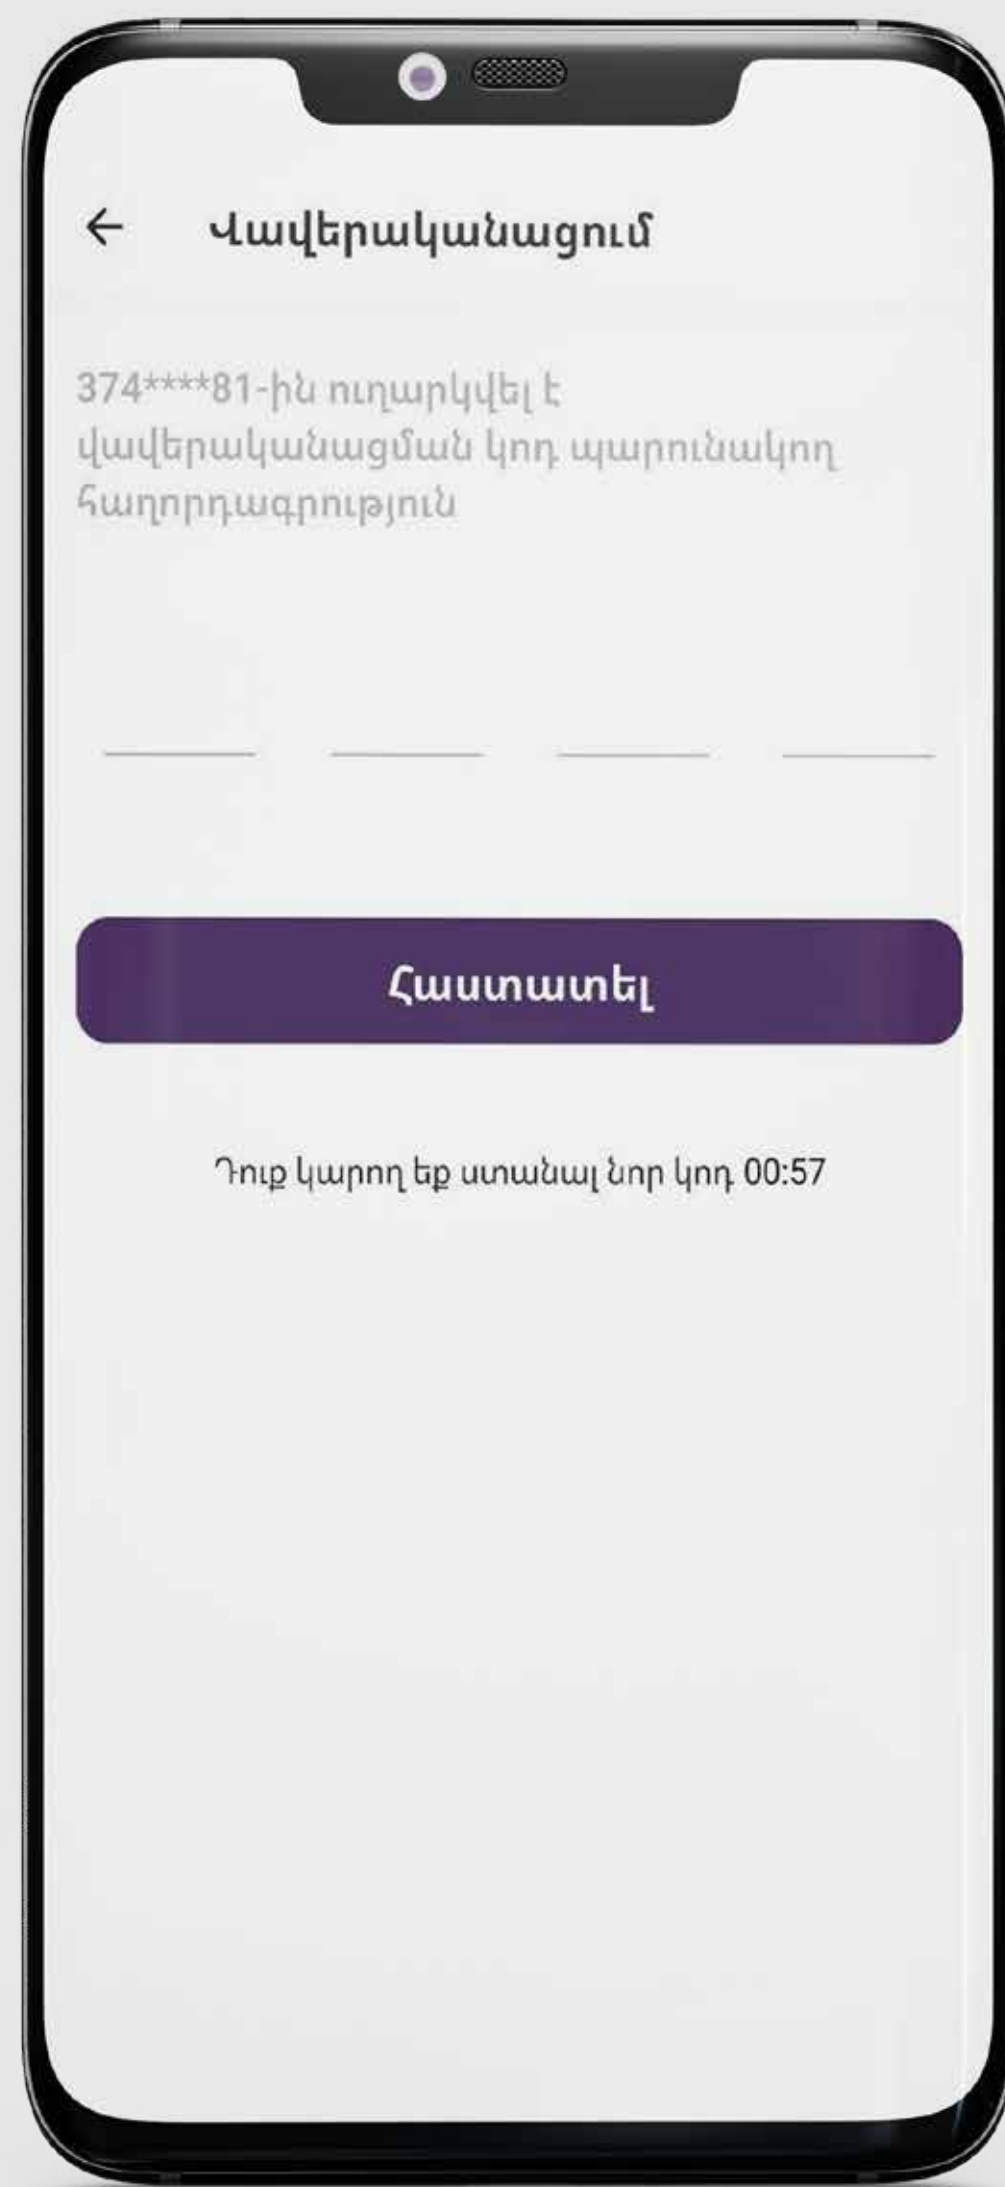 Վավերականացում
374****81-ին ուղարկվել է
վավերականացման կոդ պարունակող
հաղորդագրություն
Հաստատել
Դուք կարող եք ստանալ նոր կոդ 00:57